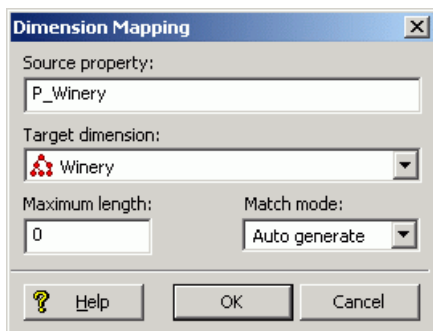 Dimension Mapping
Source property:
P_Winery
Target dimension:
Winery
Maximum length: Match mode:
0 Auto generate
Help OK Cancel